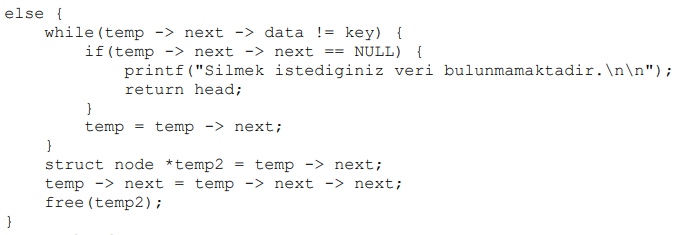 else {
    while(temp -> next -> data != key) {
        if(temp -> next -> next == NULL) {
            printf("Silmek istediginiz veri bulunmamaktadir.\n\n");
            return head;
        }
        temp = temp -> next;
    }
    struct node *temp2 = temp -> next;
    temp -> next = temp -> next -> next;
    free(temp2);
}